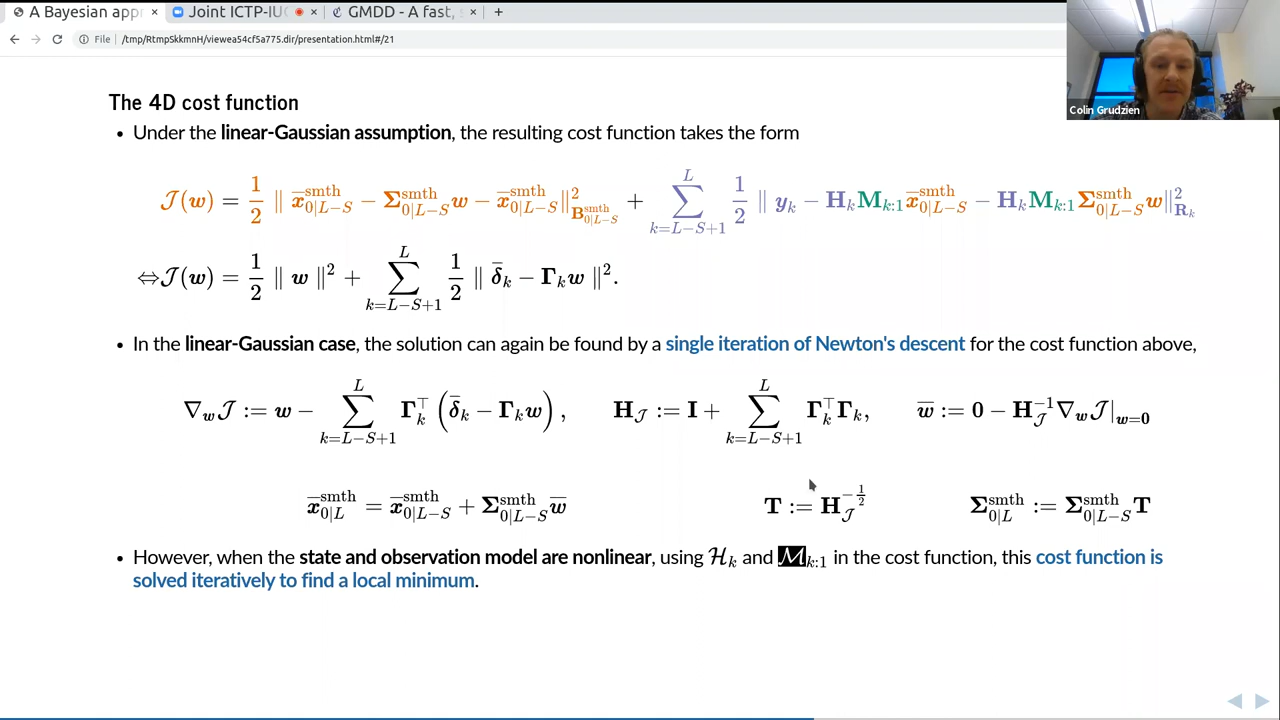 A Bayesian app
Joint ICTP-IU
GMDD - A fast,
File | /tmp/RtmpSkkmnH/viewea54cf5a775.dir/presentation.html#/21
Colin Grudzien
The 4D cost function
• Under the linear-Gaussian assumption, the resulting cost function takes the form
𝒥(w) = 1/2 ‖ x̄^smth_{0|L−S} − Σ^smth_{0|L−S} w − x̄^smth_{0|L−S} ‖²_{B^smth_{0|L−S}} + Σ_{k=L−S+1}^{L} 1/2 ‖ y_k − H_k M_{k:1} x̄^smth_{0|L−S} − H_k M_{k:1} Σ^smth_{0|L−S} w ‖²_{R_k}
⇔ 𝒥(w) = 1/2 ‖ w ‖² + Σ_{k=L−S+1}^{L} 1/2 ‖ δ̄_k − Γ_k w ‖².
• In the linear-Gaussian case, the solution can again be found by a single iteration of Newton's descent for the cost function above,
∇_w 𝒥 := w − Σ_{k=L−S+1}^{L} Γ_k^⊤ ( δ̄_k − Γ_k w ), H_𝒥 := I + Σ_{k=L−S+1}^{L} Γ_k^⊤ Γ_k, w̄ := 0 − H_𝒥^{−1} ∇_w 𝒥|_{w=0}
x̄^smth_{0|L} = x̄^smth_{0|L−S} + Σ^smth_{0|L−S} w̄ T := H_𝒥^{−1/2} Σ^smth_{0|L} := Σ^smth_{0|L−S} T
• However, when the state and observation model are nonlinear, using ℋ_k and ℳ_{k:1} in the cost function, this cost function is
solved iteratively to find a local minimum.